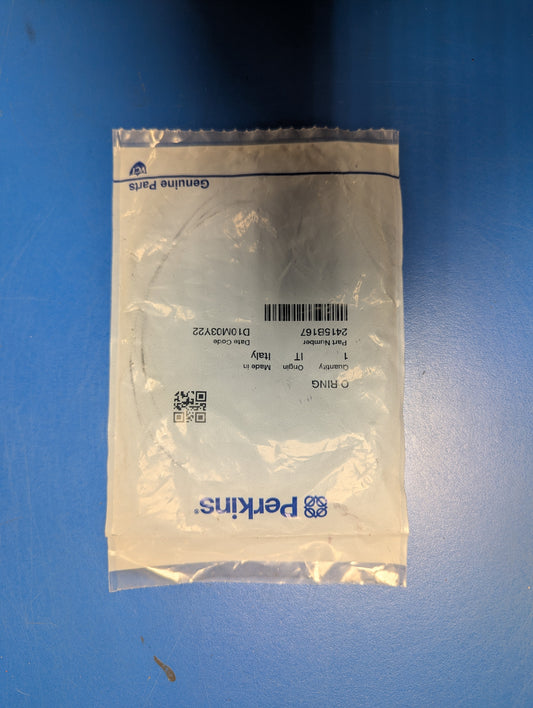 Perkins®
O RING
Quantity Origin Made in
1 IT Italy
Part Number Date Code
2415B167 D10M03Y22
Genuine Parts